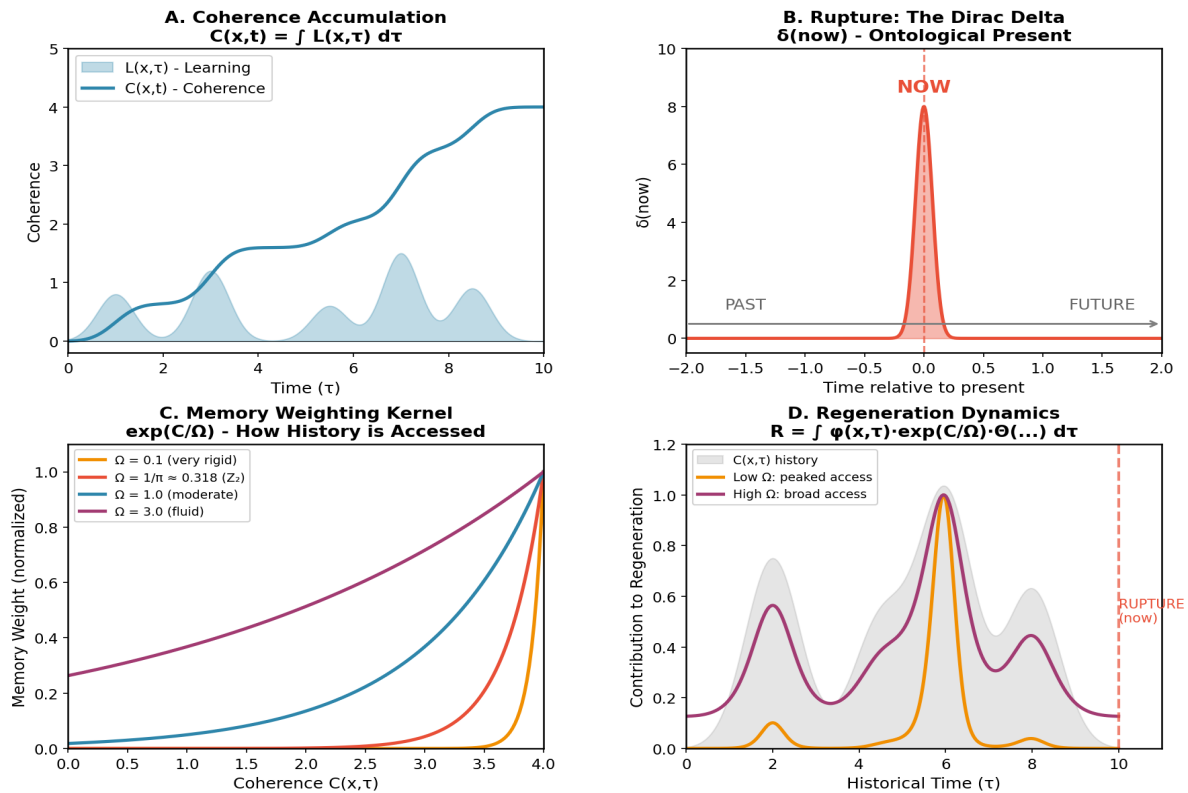 A. Coherence Accumulation
C(x,t) = ∫ L(x,τ) dτ
L(x,τ) - Learning
C(x,t) - Coherence
Coherence
5
4
3
2
1
0
0 2 4 6 8 10
Time (τ)
B. Rupture: The Dirac Delta
δ(now) - Ontological Present
NOW
PAST
FUTURE
δ(now)
10
8
6
4
2
0
−2.0 −1.5 −1.0 −0.5 0.0 0.5 1.0 1.5 2.0
Time relative to present
C. Memory Weighting Kernel
exp(C/Ω) - How History is Accessed
Ω = 0.1 (very rigid)
Ω = 1/π ≈ 0.318 (Z₂)
Ω = 1.0 (moderate)
Ω = 3.0 (fluid)
Memory Weight (normalized)
1.0
0.8
0.6
0.4
0.2
0.0
0.0 0.5 1.0 1.5 2.0 2.5 3.0 3.5 4.0
Coherence C(x,τ)
D. Regeneration Dynamics
R = ∫ φ(x,τ)·exp(C/Ω)·Θ(...) dτ
C(x,τ) history
Low Ω: peaked access
High Ω: broad access
RUPTURE
(now)
Contribution to Regeneration
1.2
1.0
0.8
0.6
0.4
0.2
0.0
0 2 4 6 8 10
Historical Time (τ)